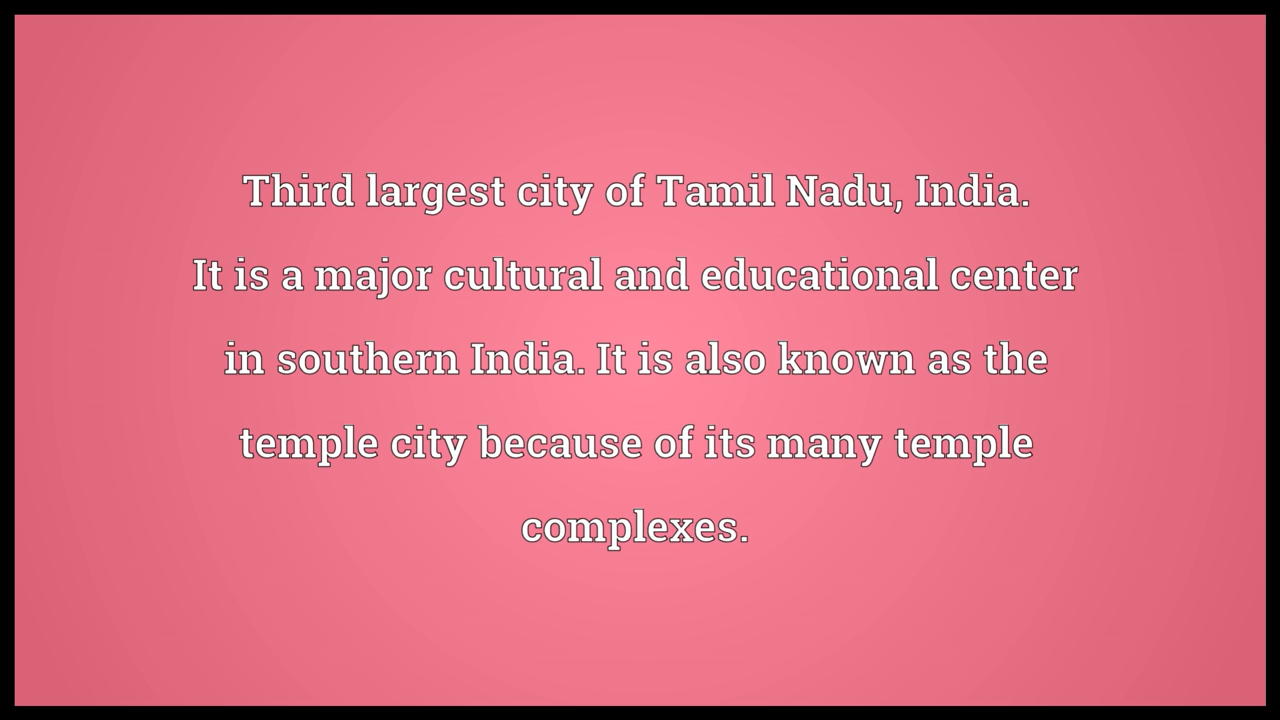 Third largest city of Tamil Nadu, India.
It is a major cultural and educational center
in southern India. It is also known as the
temple city because of its many temple
complexes.